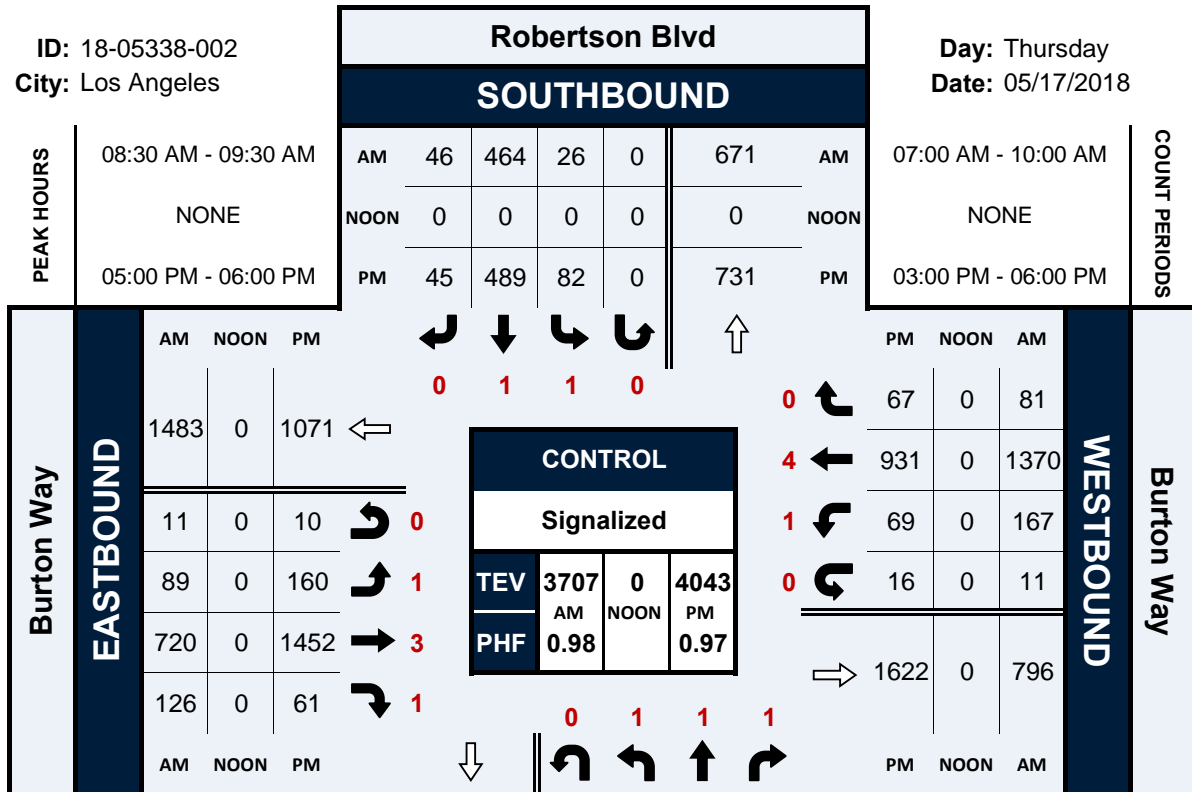 ID: 18-05338-002
City: Los Angeles
Robertson Blvd
SOUTHBOUND
Day: Thursday
Date: 05/17/2018
PEAK HOURS
08:30 AM - 09:30 AM
NONE
05:00 PM - 06:00 PM
AM 46 464 26 0 671 AM
NOON 0 0 0 0 0 NOON
PM 45 489 82 0 731 PM
07:00 AM - 10:00 AM
NONE
03:00 PM - 06:00 PM
COUNT PERIODS
0 1 1 0
Burton Way
EASTBOUND
AM NOON PM
1483 0 1071
11 0 10 0
89 0 160 1
720 0 1452 3
126 0 61 1
AM NOON PM
CONTROL
Signalized
TEV 3707 0 4043
AM NOON PM
PHF 0.98 0.97
PM NOON AM
0 67 0 81
4 931 0 1370
1 69 0 167
0 16 0 11
1622 0 796
PM NOON AM
WESTBOUND
Burton Way
0 1 1 1